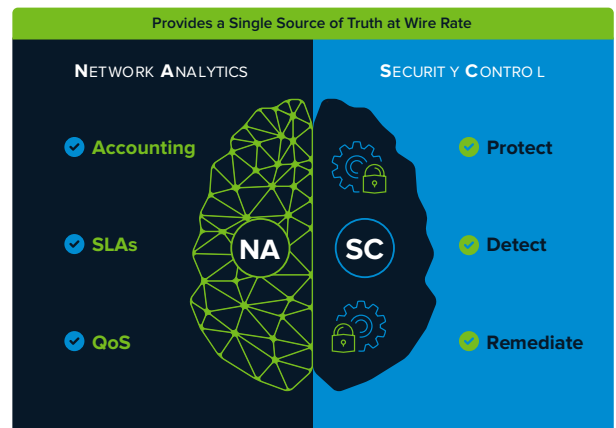 Provides a Single Source of Truth at Wire Rate
NETWORK ANALYTICS
SECURITY CONTROL
Accounting
SLAs
QoS
NA
SC
Protect
Detect
Remediate